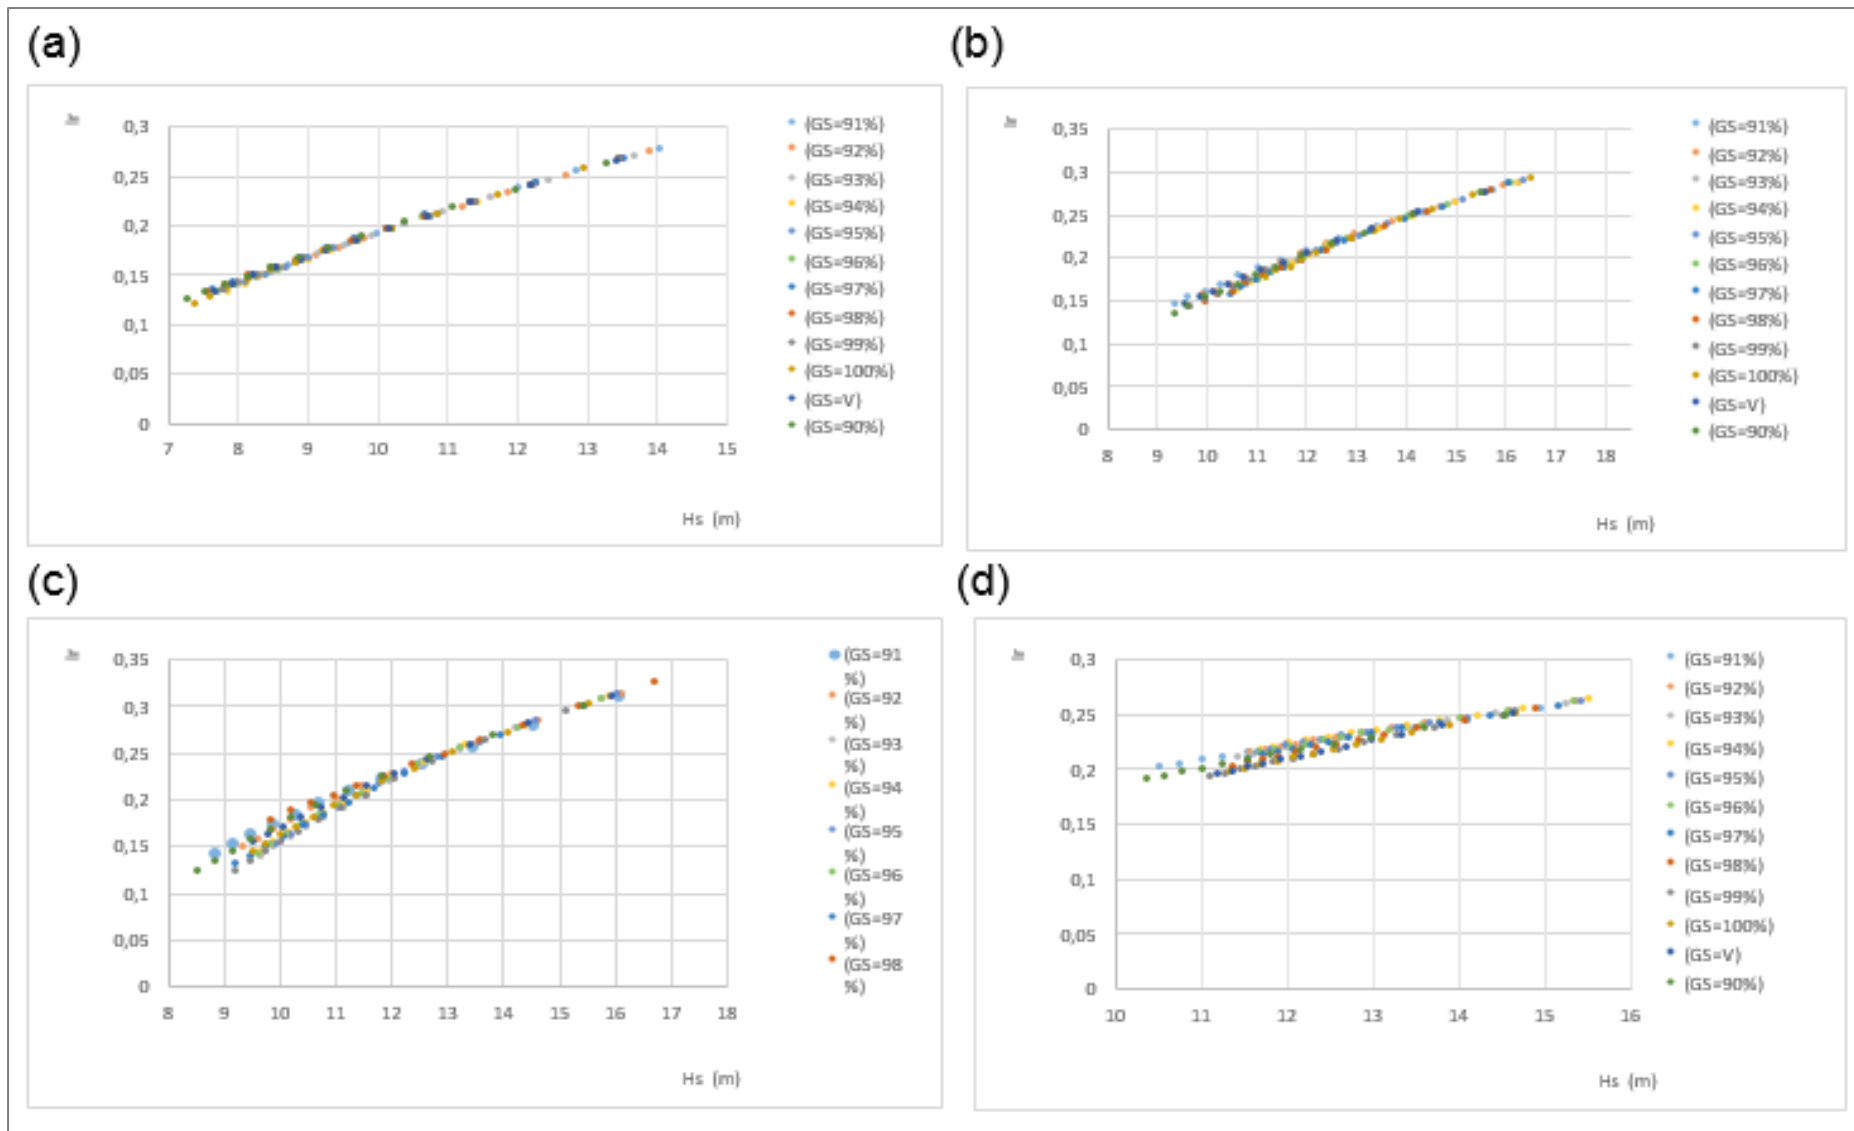 (a)
Ir
0,3
0,25
0,2
0,15
0,1
0,05
0
7 8 9 10 11 12 13 14 15
Hs (m)
(GS=91%)
(GS=92%)
(GS=93%)
(GS=94%)
(GS=95%)
(GS=96%)
(GS=97%)
(GS=98%)
(GS=99%)
(GS=100%)
(GS=V)
(GS=90%)
(b)
Ir
0,35
0,3
0,25
0,2
0,15
0,1
0,05
0
8 9 10 11 12 13 14 15 16 17 18
Hs (m)
(GS=91%)
(GS=92%)
(GS=93%)
(GS=94%)
(GS=95%)
(GS=96%)
(GS=97%)
(GS=98%)
(GS=99%)
(GS=100%)
(GS=V)
(GS=90%)
(c)
Ir
0,35
0,3
0,25
0,2
0,15
0,1
0,05
0
8 9 10 11 12 13 14 15 16 17 18
Hs (m)
(GS=91
%)
(GS=92
%)
(GS=93
%)
(GS=94
%)
(GS=95
%)
(GS=96
%)
(GS=97
%)
(GS=98
%)
(d)
Ir
0,3
0,25
0,2
0,15
0,1
0,05
0
10 11 12 13 14 15 16
Hs (m)
(GS=91%)
(GS=92%)
(GS=93%)
(GS=94%)
(GS=95%)
(GS=96%)
(GS=97%)
(GS=98%)
(GS=99%)
(GS=100%)
(GS=V)
(GS=90%)